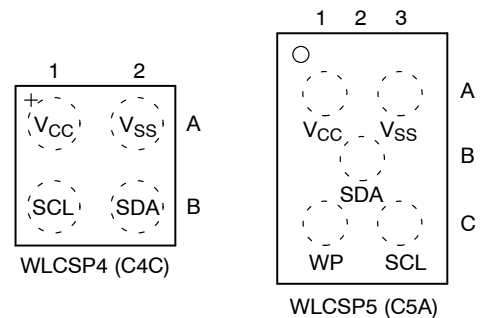 1 2
+
VCC VSS A
SCL SDA B
WLCSP4 (C4C)
1 2 3
A
VCC VSS
B
SDA
C
WP SCL
WLCSP5 (C5A)